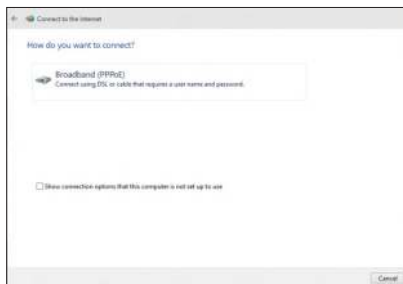 Connect to the Internet
How do you want to connect?
Broadband (PPPoE)
Connect using DSL or cable that requires a user name and password.
Show connection options that this computer is not set up to use
Cancel